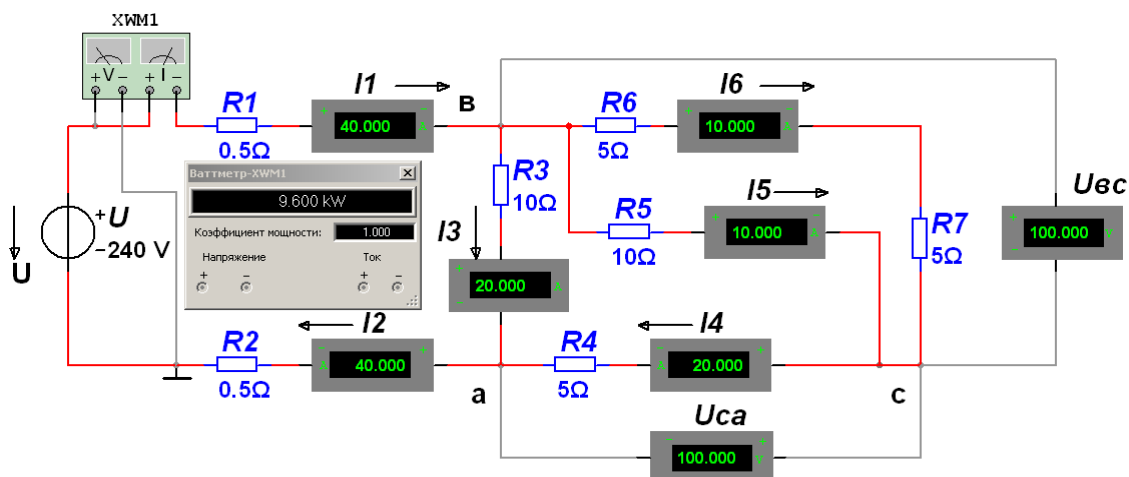 XWM1
+ V − + I −
I1
B
I6
R1
R6
+ 40.000 − A
+ 10.000 − A
0.5Ω
5Ω
Ваттметр-XWM1
R3
Uвс
9.600 kW
10Ω
I5
R5
+ U
I3
+ 10.000 − A
R7
+ 100.000 − V
Коэффициент мощности: 1.000
240 V
10Ω
5Ω
U
Напряжение Ток
+ − + −
+ 20.000 − A
I2
I4
R2
R4
− 40.000 + A
− 20.000 + A
0.5Ω
a
5Ω
c
Uca
− 100.000 + V